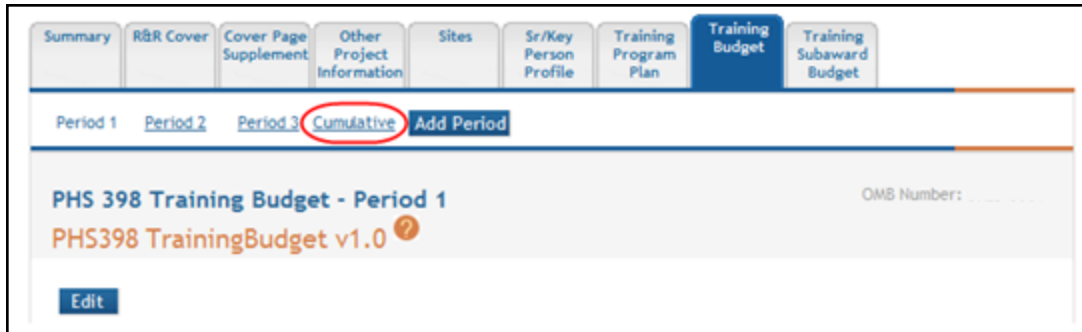 Summary
R&R Cover
Cover Page
Supplement
Other
Project
Information
Sites
Sr/Key
Person
Profile
Training
Program
Plan
Training
Budget
Training
Subaward
Budget
Period 1 Period 2 Period 3 Cumulative Add Period
PHS 398 Training Budget - Period 1
OMB Number:
PHS398 TrainingBudget v1.0 ?
Edit